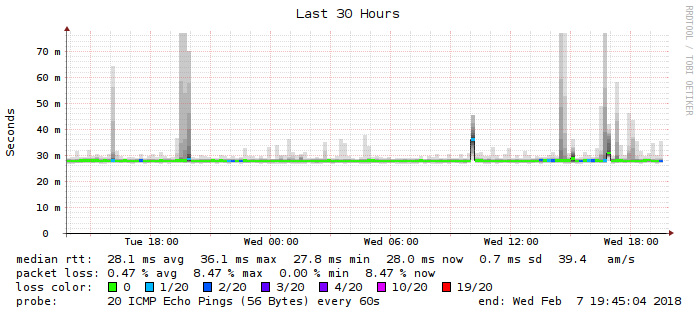 Last 30 Hours
RRDTOOL / TOBI OETIKER
Seconds
70 m
60 m
50 m
40 m
30 m
20 m
10 m
0
Tue 18:00 Wed 00:00 Wed 06:00 Wed 12:00 Wed 18:00
median rtt: 28.1 ms avg 36.1 ms max 27.8 ms min 28.0 ms now 0.7 ms sd 39.4 am/s
packet loss: 0.47 % avg 8.47 % max 0.00 % min 8.47 % now
loss color: 0 1/20 2/20 3/20 4/20 10/20 19/20
probe: 20 ICMP Echo Pings (56 Bytes) every 60s end: Wed Feb 7 19:45:04 2018